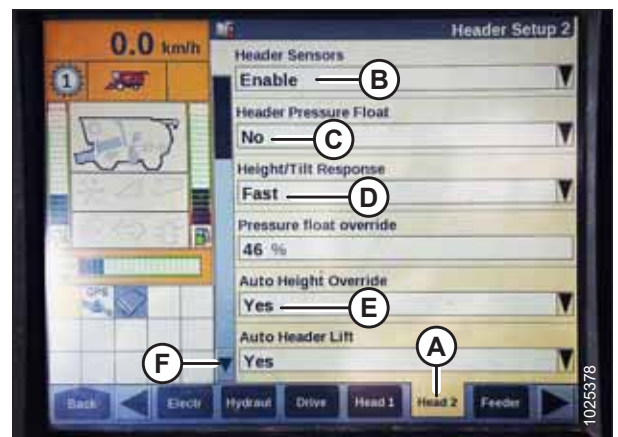 0.0 km/h
Header Setup 2
1
Header Sensors
Enable
B
Header Pressure Float
No
C
Height/Tilt Response
Fast
D
Pressure float override
46 %
Auto Height Override
Yes
E
GPS
Auto Header Lift
Yes
F
A
Back
Electr
Hydraul
Drive
Head 1
Head 2
Feeder
1025378